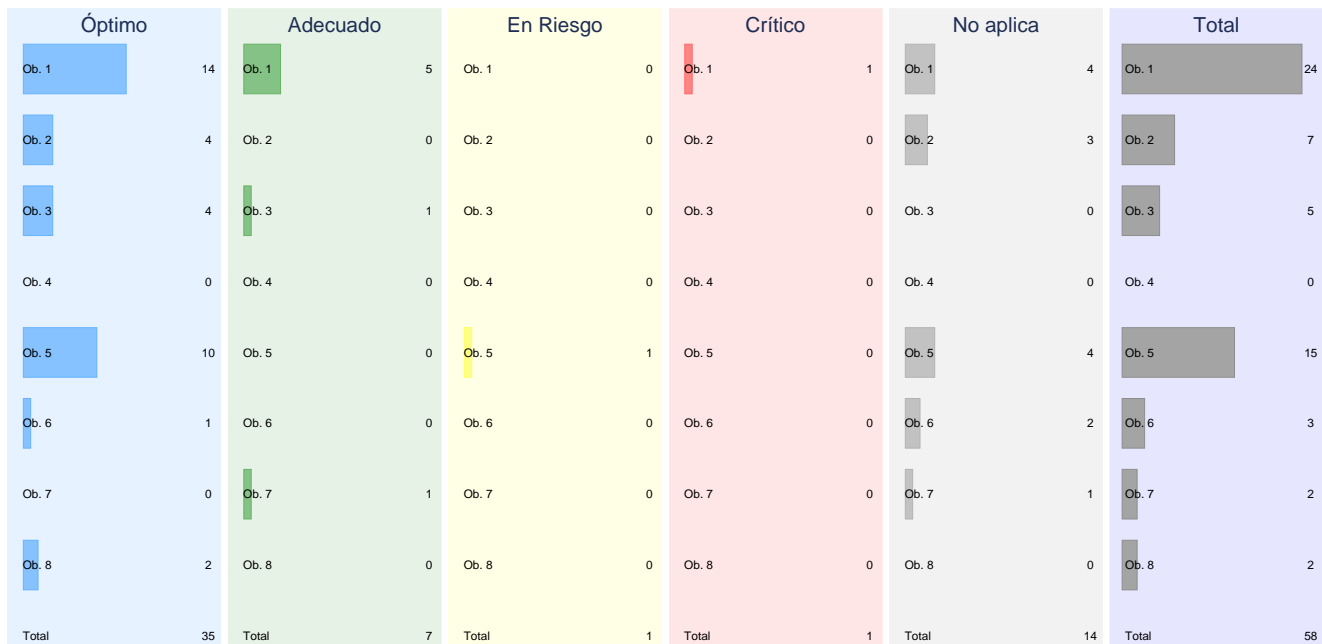 Óptimo Adecuado En Riesgo Crítico No aplica Total
Ob. 1 14 Ob. 1 5 Ob. 1 0 Ob. 1 1 Ob. 1 4 Ob. 1 24
Ob. 2 4 Ob. 2 0 Ob. 2 0 Ob. 2 0 Ob. 2 3 Ob. 2 7
Ob. 3 4 Ob. 3 1 Ob. 3 0 Ob. 3 0 Ob. 3 0 Ob. 3 5
Ob. 4 0 Ob. 4 0 Ob. 4 0 Ob. 4 0 Ob. 4 0 Ob. 4 0
Ob. 5 10 Ob. 5 0 Ob. 5 1 Ob. 5 0 Ob. 5 4 Ob. 5 15
Ob. 6 1 Ob. 6 0 Ob. 6 0 Ob. 6 0 Ob. 6 2 Ob. 6 3
Ob. 7 0 Ob. 7 1 Ob. 7 0 Ob. 7 0 Ob. 7 1 Ob. 7 2
Ob. 8 2 Ob. 8 0 Ob. 8 0 Ob. 8 0 Ob. 8 0 Ob. 8 2
Total 35 Total 7 Total 1 Total 1 Total 14 Total 58